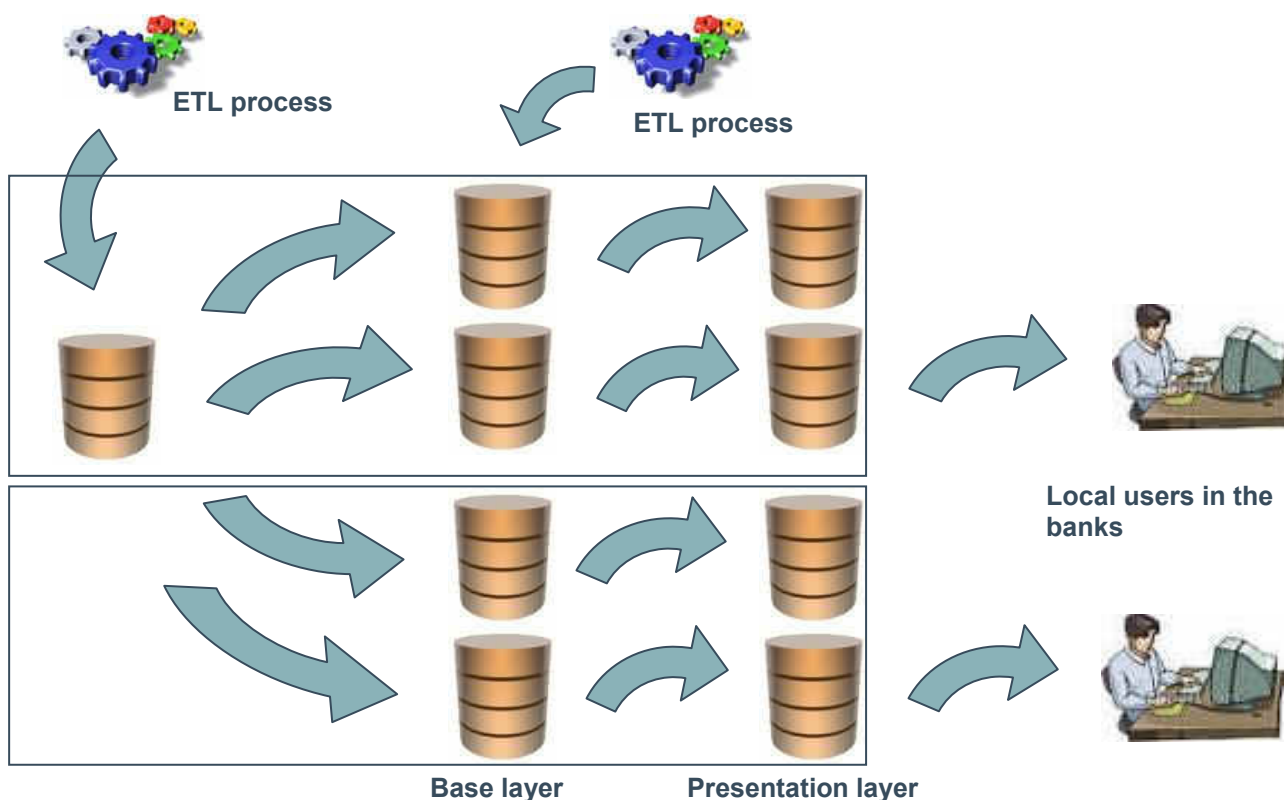 ETL process
ETL process
Local users in the
banks
Base layer
Presentation layer